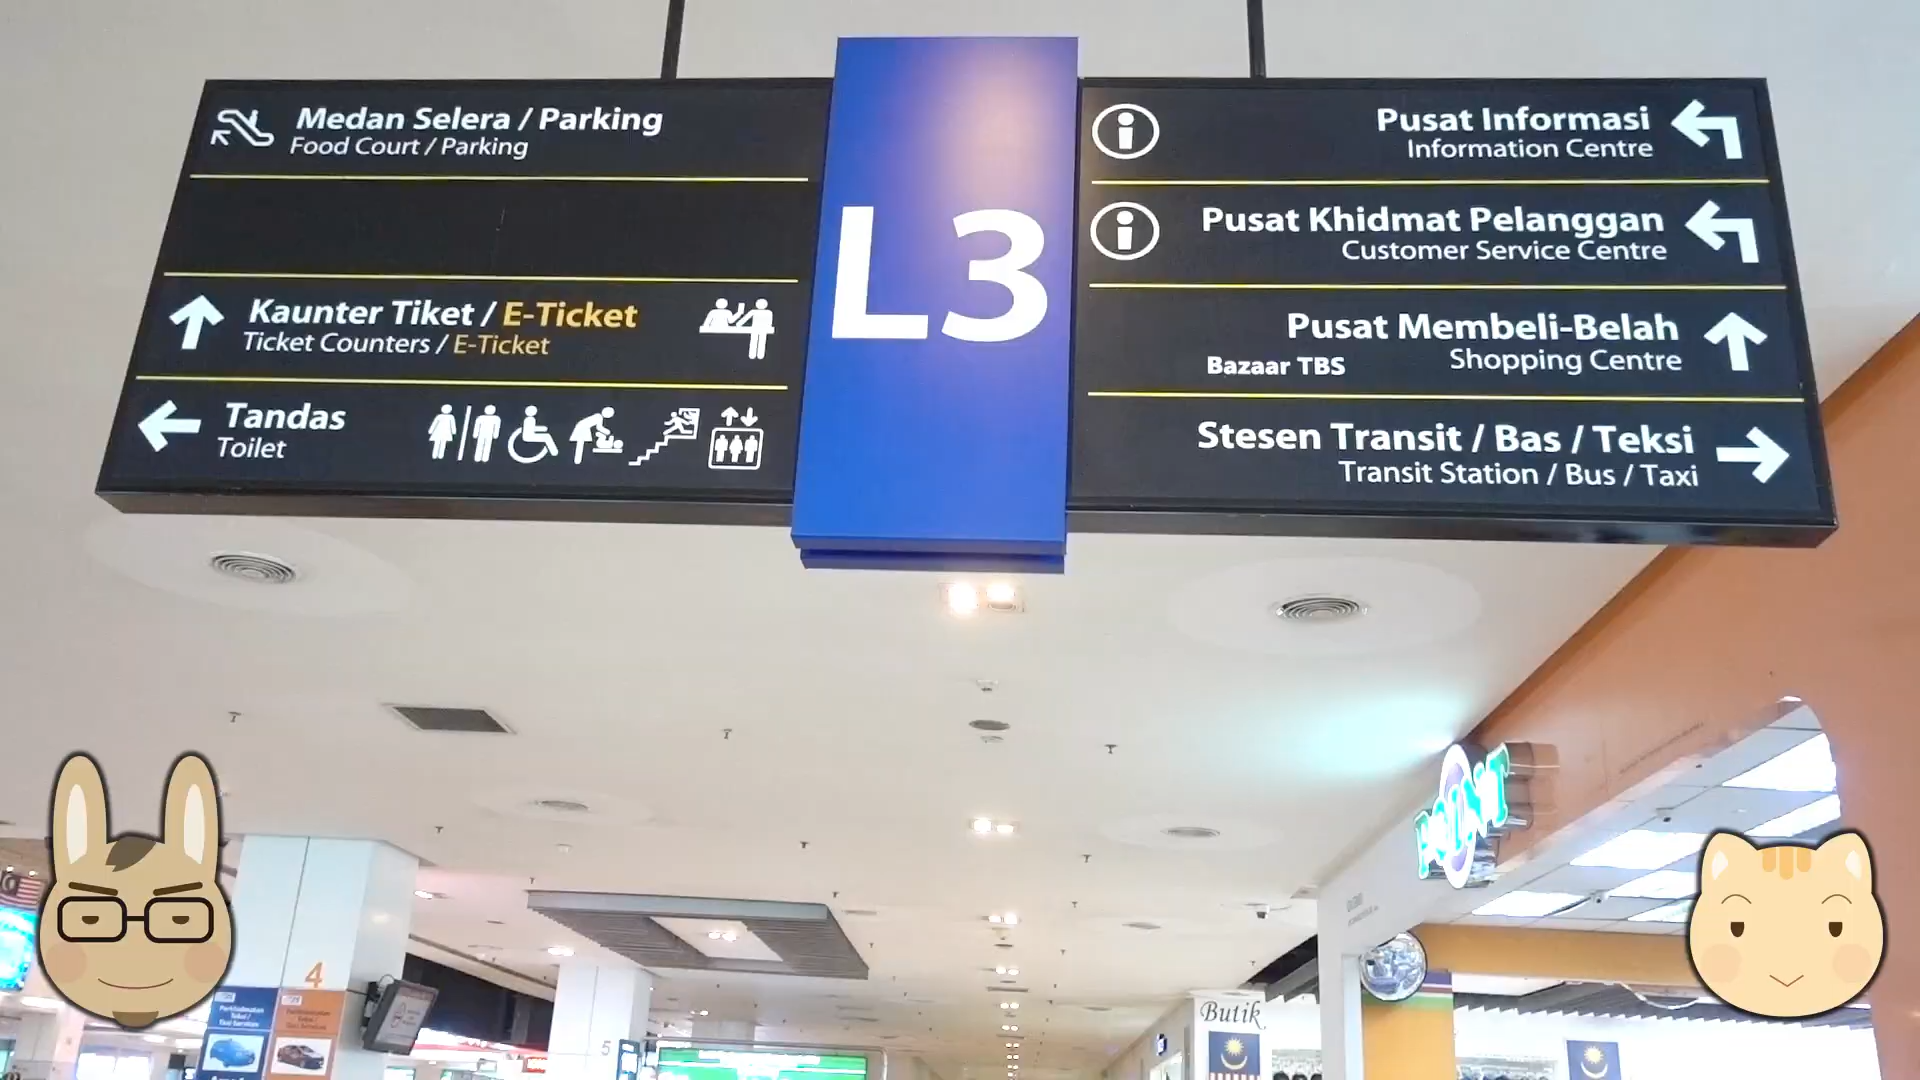 Medan Selera / Parking
Food Court / Parking
Kaunter Tiket / E-Ticket
Ticket Counters / E-Ticket
Tandas
Toilet
L3
Pusat Informasi
Information Centre
Pusat Khidmat Pelanggan
Customer Service Centre
Pusat Membeli-Belah
Bazaar TBS Shopping Centre
Stesen Transit / Bas / Teksi
Transit Station / Bus / Taxi
4
5
Butik